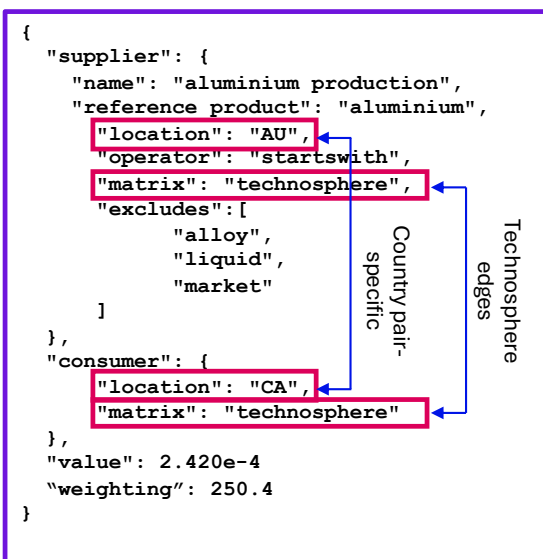 {
"supplier": {
"name": "aluminium production",
"reference product": "aluminium",
"location": "AU",
"operator": "startswith",
"matrix": "technosphere",
"excludes":[
"alloy",
"liquid",
"market"
]
},
"consumer": {
"location": "CA",
"matrix": "technosphere"
},
"value": 2.420e-4
“weighting”: 250.4
}
Country pair-
specific
Technosphere
edges